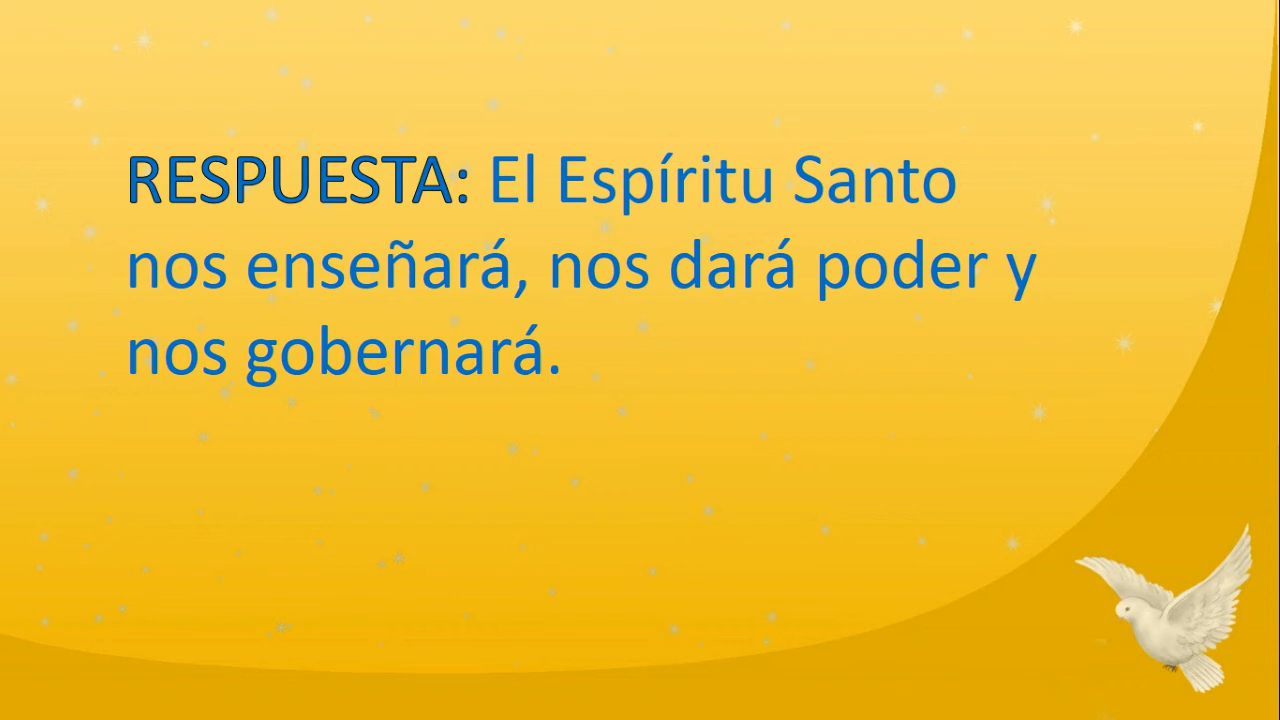 RESPUESTA: El Espíritu Santo
nos enseñará, nos dará poder y
nos gobernará.